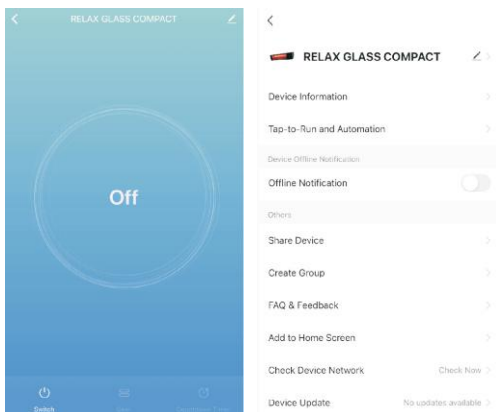 RELAX GLASS COMPACT
Off
Switch
RELAX GLASS COMPACT
Device Information
Tap-to-Run and Automation
Device Offline Notification
Offline Notification
Others
Share Device
Create Group
FAQ & Feedback
Add to Home Screen
Check Device Network Check Now
Device Update No updates available